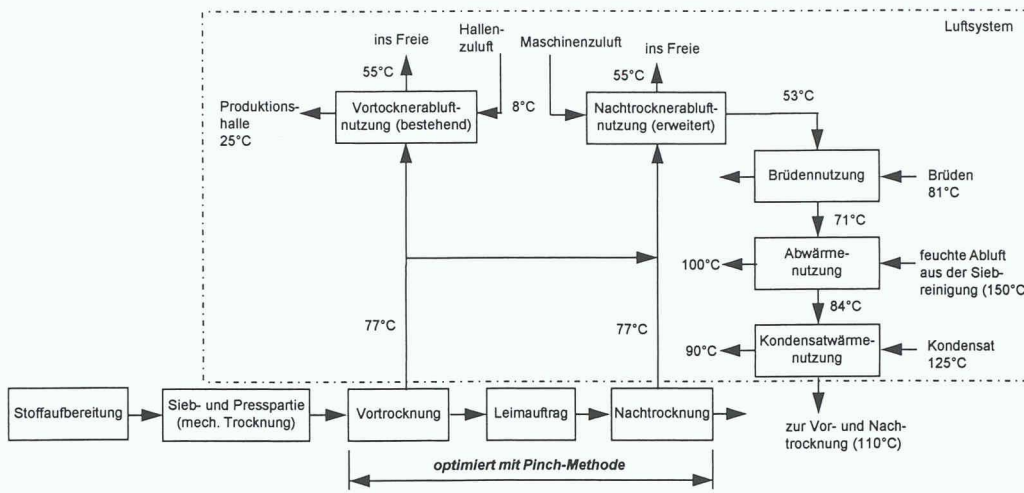 Luftsystem
ins Freie
Hallen-
zuluft
Maschinenzuluft
ins Freie
55°C
55°C
Produktions-
halle
25°C
Vortocknerabluft-
nutzung (bestehend)
8°C
Nachtrocknerabluft-
nutzung (erweitert)
53°C
Brüdennutzung
Brüden
81°C
71°C
100°C
Abwärme-
nutzung
feuchte Abluft
aus der Sieb-
reinigung (150°C
84°C
77°C
77°C
90°C
Kondensatwärme-
nutzung
Kondensat
125°C
Stoffaufbereitung
Sieb- und Presspartie
(mech. Trocknung)
Vortrocknung
Leimauftrag
Nachtrocknung
zur Vor- und Nach-
trocknung (110°C)
optimiert mit Pinch-Methode